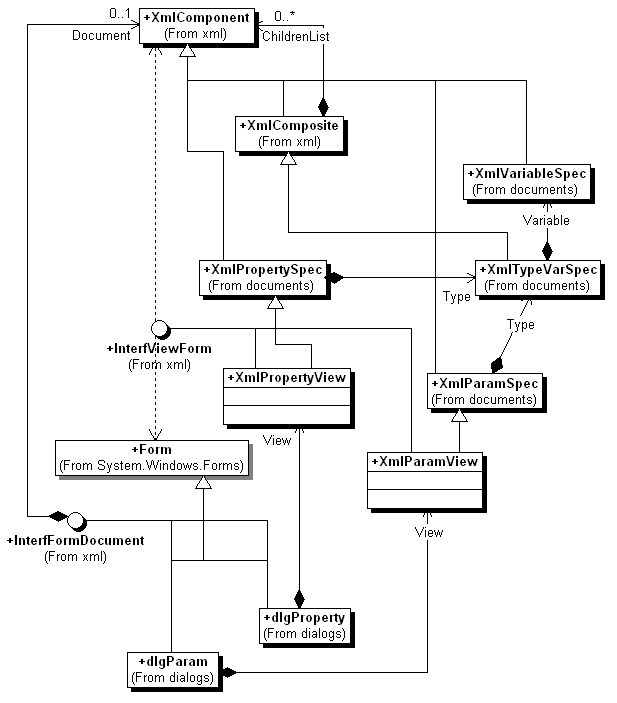 0..1
+XmlComponent
0..*
Document
(From xml)
ChildrenList
+XmlComposite
(From xml)
+XmlVariableSpec
(From documents)
Variable
+XmlPropertySpec
(From documents)
+XmlTypeVarSpec
(From documents)
Type
Type
+InterfViewForm
(From xml)
+XmlPropertyView
+XmlParamSpec
(From documents)
View
+Form
(From System.Windows.Forms)
+XmlParamView
+InterfFormDocument
(From xml)
View
+dlgProperty
(From dialogs)
+dlgParam
(From dialogs)